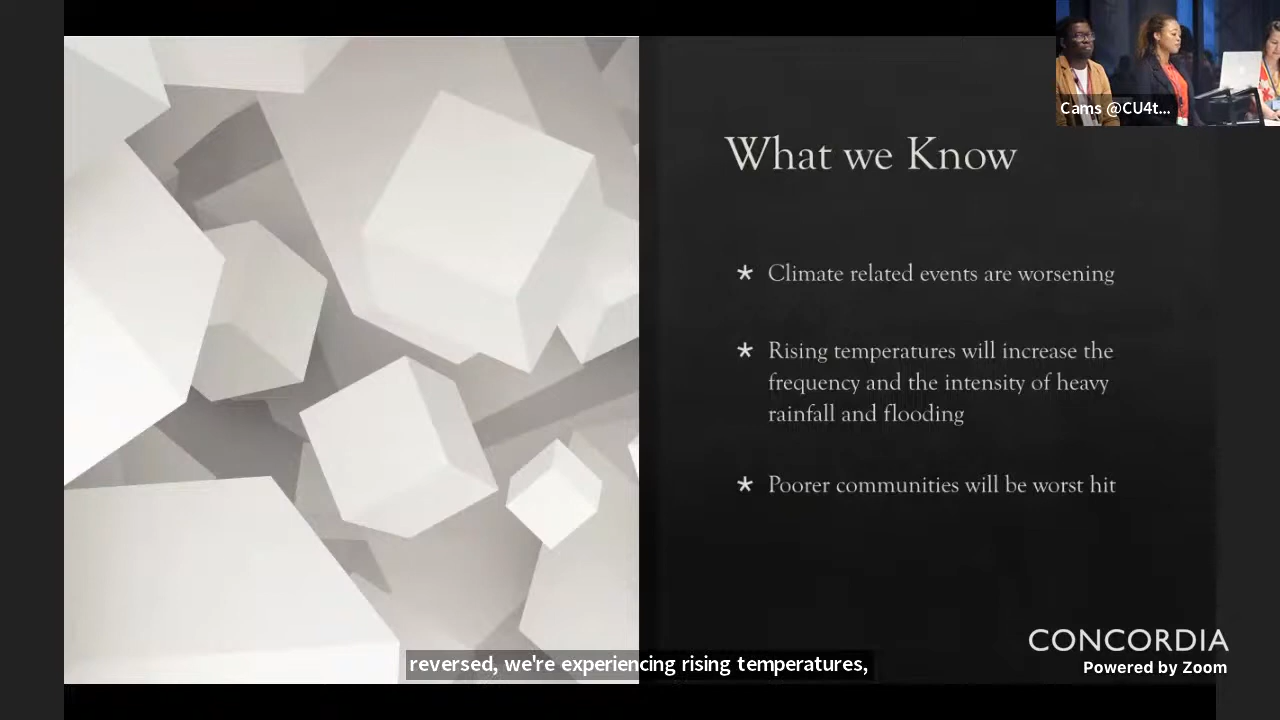 Cams @CU4t...
What we Know
* Climate related events are worsening
* Rising temperatures will increase the
frequency and the intensity of heavy
rainfall and flooding
* Poorer communities will be worst hit
CONCORDIA
Powered by Zoom
reversed, we're experiencing rising temperatures,